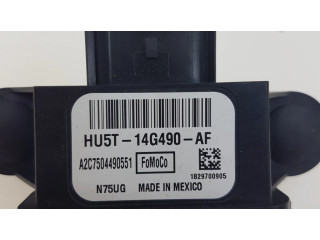 HU5T-14G490-AF
A2C7504490551 FoMoCo
1829700905
N75UG MADE IN MEXICO